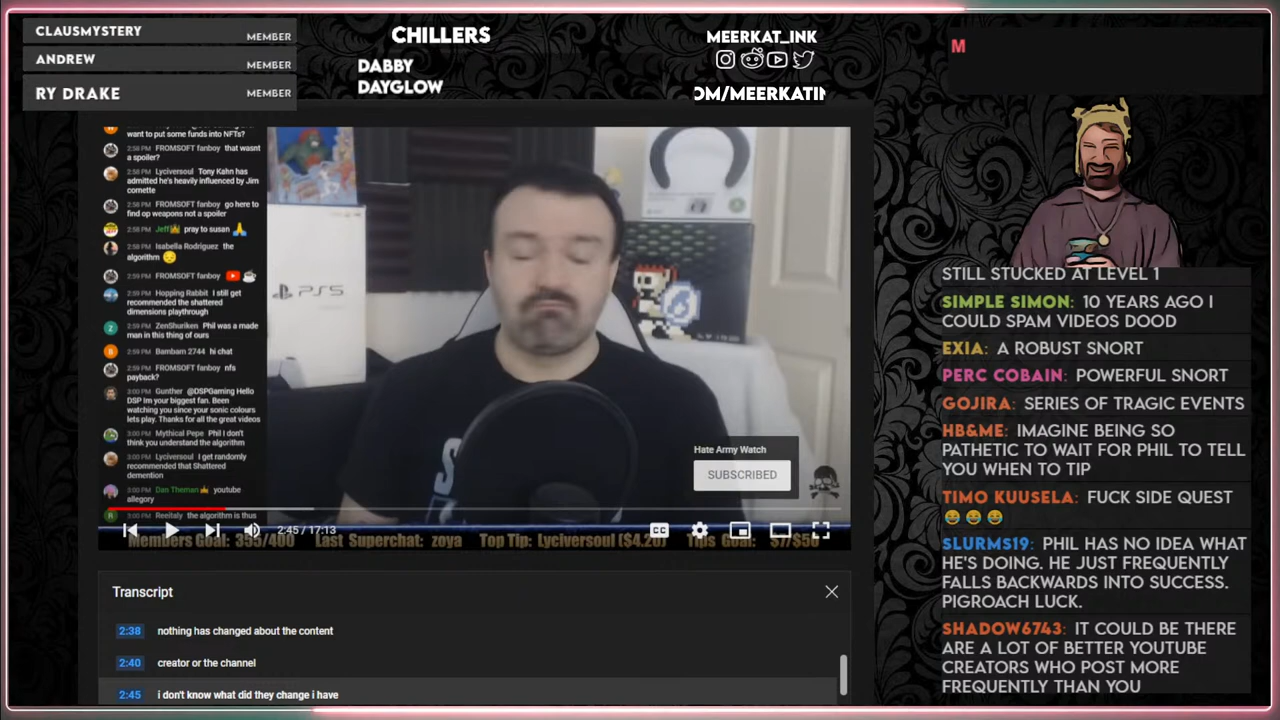 CLAUSMYSTERY MEMBER
ANDREW MEMBER
RY DRAKE MEMBER
CHILLERS
DABBY
DAYGLOW
MEERKAT_INK
OM/MEERKATI
M
want to put some funds into NFTs?
2:58 PM FROMSOFT fanboy that wasnt
a spoiler?
2:58 PM Lyciversoul Tony Kahn has
admitted he's heavily influenced by Jim
cornette
2:58 PM FROMSOFT fanboy go here to
find op weapons not a spoiler
2:58 PM Jeff pray to susan 🙏
2:58 PM Isabella Rodriguez the
algorithm 😔
2:59 PM FROMSOFT fanboy
2:59 PM Hopping Rabbit I still get
recommended the shattered
dimensions playthrough
2:59 PM ZenShuriken Phil was a made
man in this thing of ours
2:59 PM Bambam 2744 hi chat
2:59 PM FROMSOFT fanboy nfs
payback?
3:00 PM Gunther @DSPGaming Hello
DSP Im your biggest fan. Been
watching you since your sonic colours
lets play. Thanks for all the great videos
3:00 PM Mythical Pepe Phil I don't
think you understand the algorithm
3:00 PM Lyciversoul I get randomly
recommended that Shattered
demention
3:00 PM Dan Theman youtube
allegory
3:00 PM Reeitaly the algorithm is thus
PS5
Hate Army Watch
SUBSCRIBED
2:45 / 17:13
CC
Members Goal: 395/400 Last Superchat: zoya Top Tip: Lyciversoul ($4.20) Tips Goal: $7/$50
Transcript
2:38 nothing has changed about the content
2:40 creator or the channel
2:45 i don't know what did they change i have
STILL STUCKED AT LEVEL 1
SIMPLE SIMON: 10 YEARS AGO I
COULD SPAM VIDEOS DOOD
EXIA: A ROBUST SNORT
PERC COBAIN: POWERFUL SNORT
GOJIRA: SERIES OF TRAGIC EVENTS
HB&ME: IMAGINE BEING SO
PATHETIC TO WAIT FOR PHIL TO TELL
YOU WHEN TO TIP
TIMO KUUSELA: FUCK SIDE QUEST
😂😂😂
SLURMS19: PHIL HAS NO IDEA WHAT
HE'S DOING. HE JUST FREQUENTLY
FALLS BACKWARDS INTO SUCCESS.
PIGROACH LUCK.
SHADOW6743: IT COULD BE THERE
ARE A LOT OF BETTER YOUTUBE
CREATORS WHO POST MORE
FREQUENTLY THAN YOU